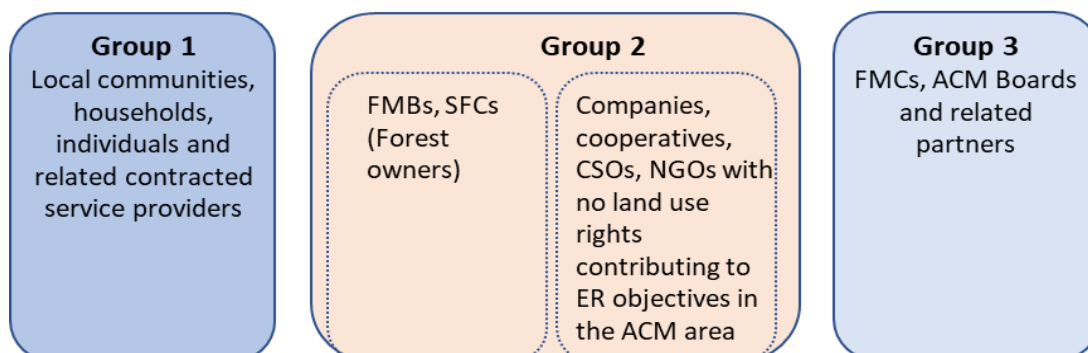 Group 1
Local communities,
households,
individuals and
related contracted
service providers
Group 2
FMBs, SFCs
(Forest
owners)
Companies,
cooperatives,
CSOs, NGOs with
no land use
rights
contributing to
ER objectives in
the ACM area
Group 3
FMCs, ACM Boards
and related
partners